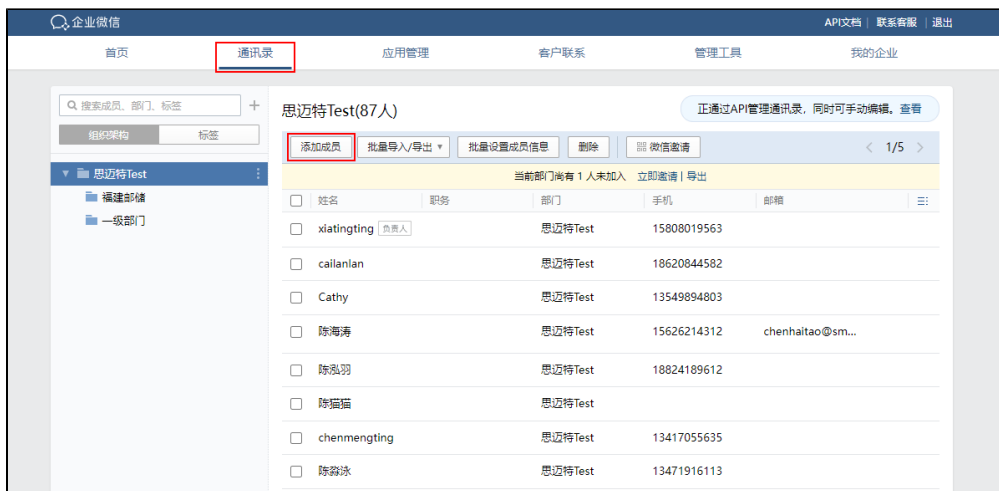 企业微信 API文档 | 联系客服 | 退出
首页 通讯录 应用管理 客户联系 管理工具 我的企业
搜索成员、部门、标签
组织架构 标签
思迈特Test
福建邮储
一级部门
思迈特Test(87人) 正通过API管理通讯录，同时可手动编辑。查看
添加成员 批量导入/导出 批量设置成员信息 删除 微信邀请 1/5
当前部门尚有 1 人未加入 立即邀请 | 导出
姓名 职务 部门 手机 邮箱
xiatingting 负责人 思迈特Test 15808019563
cailanlan 思迈特Test 18620844582
Cathy 思迈特Test 13549894803
陈海涛 思迈特Test 15626214312 chenhaitao@sm...
陈泓羽 思迈特Test 18824189612
陈猫猫 思迈特Test
chenmengting 思迈特Test 13417055635
陈淼泳 思迈特Test 13471916113